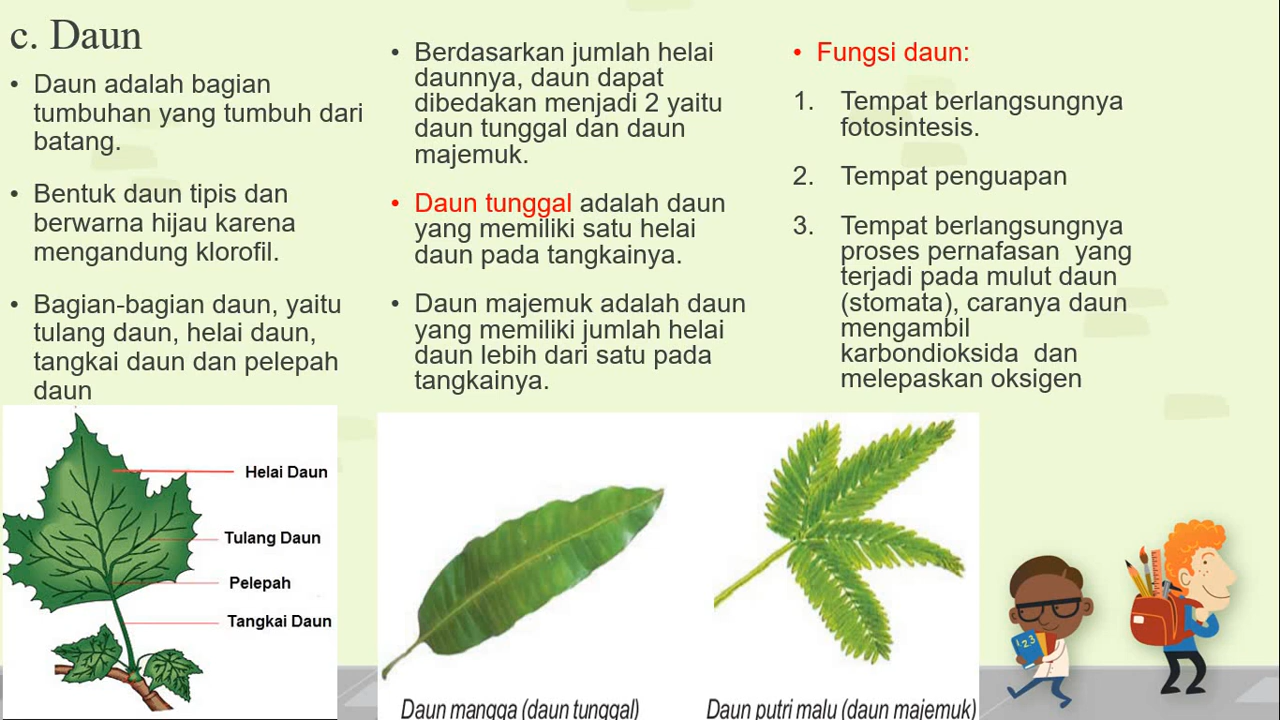 c. Daun
• Daun adalah bagian
tumbuhan yang tumbuh dari
batang.
• Bentuk daun tipis dan
berwarna hijau karena
mengandung klorofil.
• Bagian-bagian daun, yaitu
tulang daun, helai daun,
tangkai daun dan pelepah
daun
Helai Daun
Tulang Daun
Pelepah
Tangkai Daun
• Berdasarkan jumlah helai
daunnya, daun dapat
dibedakan menjadi 2 yaitu
daun tunggal dan daun
majemuk.
• Daun tunggal adalah daun
yang memiliki satu helai
daun pada tangkainya.
• Daun majemuk adalah daun
yang memiliki jumlah helai
daun lebih dari satu pada
tangkainya.
Daun mangga (daun tunggal)
Daun putri malu (daun majemuk)
• Fungsi daun:
1. Tempat berlangsungnya
fotosintesis.
2. Tempat penguapan
3. Tempat berlangsungnya
proses pernafasan yang
terjadi pada mulut daun
(stomata), caranya daun
mengambil
karbondioksida dan
melepaskan oksigen
1 2 3